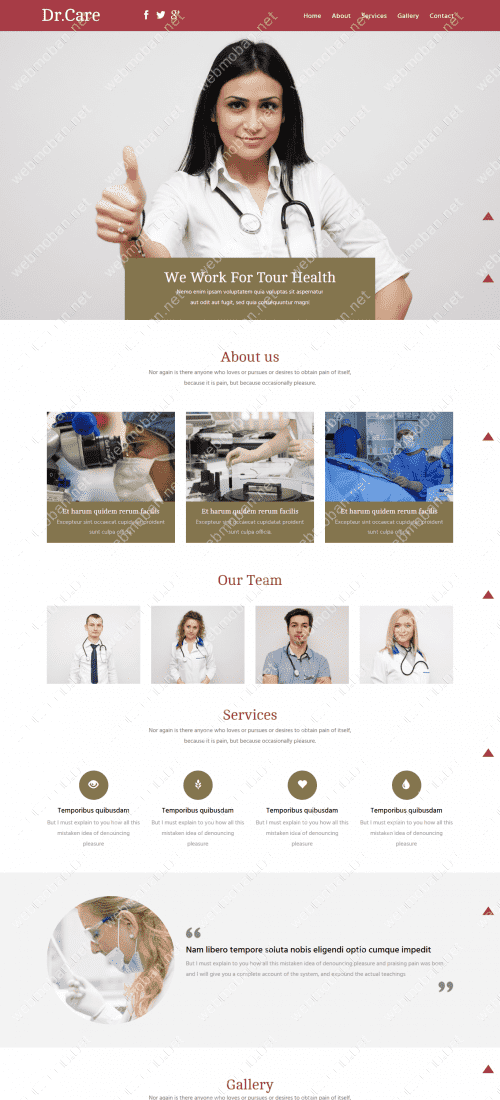 Dr.Care
Home About Services Gallery Contact
We Work For Tour Health
Nemo enim ipsam voluptatem quia voluptas sit aspernatur
aut odit aut fugit, sed quia consequuntur magni
About us
Nor again is there anyone who loves or pursues or desires to obtain pain of itself,
because it is pain, but because occasionally pleasure.
Et harum quidem rerum facilis
Excepteur sint occaecat cupidatat proident
sunt culpa officia.
Et harum quidem rerum facilis
Excepteur sint occaecat cupidatat proident
sunt culpa officia.
Et harum quidem rerum facilis
Excepteur sint occaecat cupidatat proident
sunt culpa officia.
Our Team
Services
Nor again is there anyone who loves or pursues or desires to obtain pain of itself,
because it is pain, but because occasionally pleasure.
Temporibus quibusdam
But I must explain to you how all this
mistaken idea of denouncing
pleasure
Temporibus quibusdam
But I must explain to you how all this
mistaken idea of denouncing
pleasure
Temporibus quibusdam
But I must explain to you how all this
mistaken idea of denouncing
pleasure
Temporibus quibusdam
But I must explain to you how all this
mistaken idea of denouncing
pleasure
Nam libero tempore soluta nobis eligendi optio cumque impedit
But I must explain to you how all this mistaken idea of denouncing pleasure and praising pain was born
and I will give you a complete account of the system, and expound the actual teachings
Gallery
Nor again is there anyone who loves or pursues or desires to obtain pain of itself,
webmoban.net